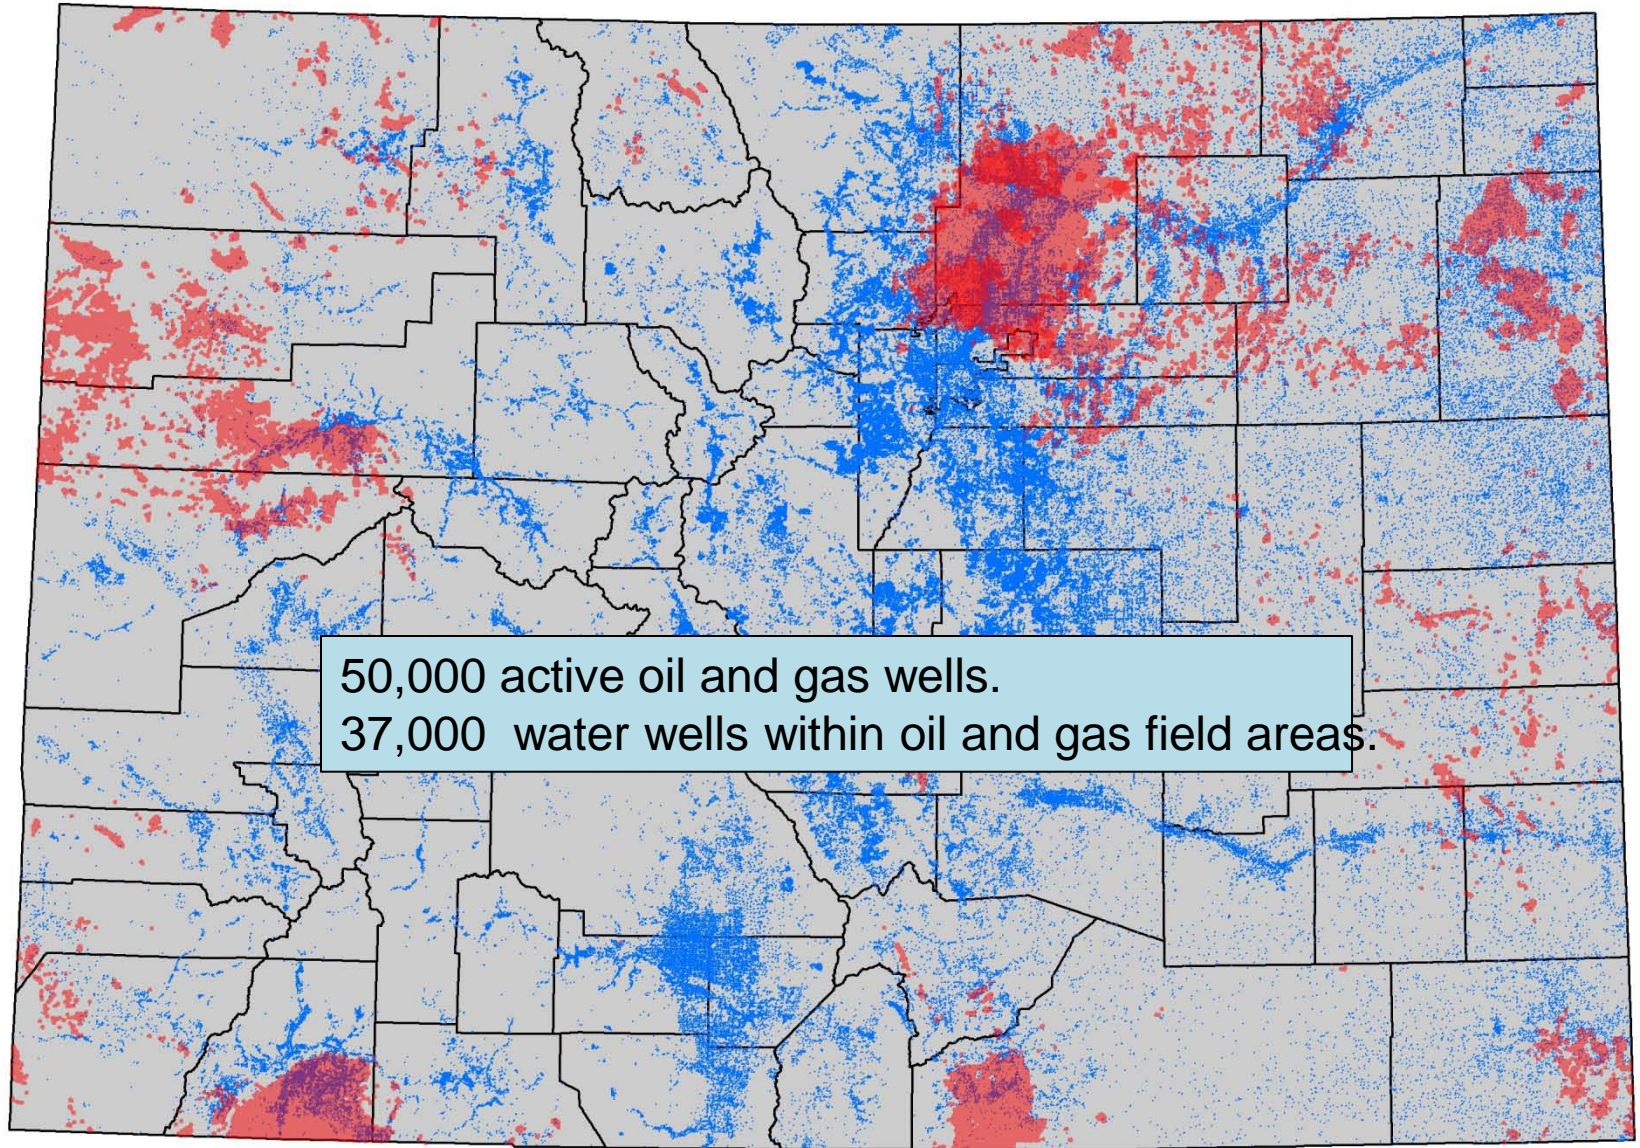 50,000 active oil and gas wells.
37,000  water wells within oil and gas field areas.